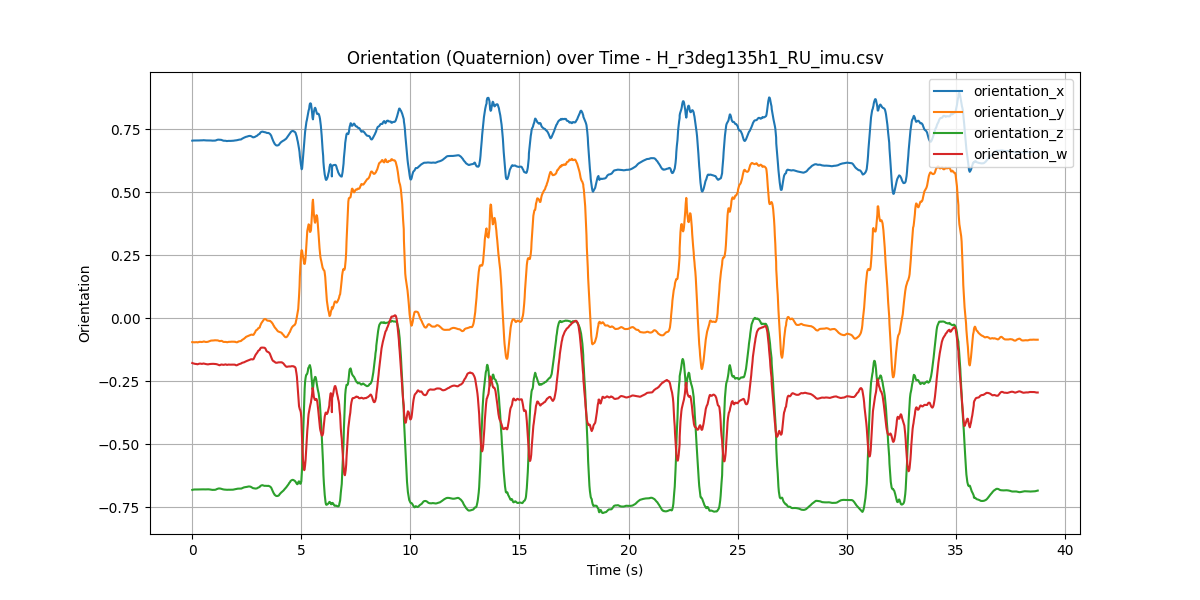 Orientation (Quaternion) over Time - H_r3deg135h1_RU_imu.csv
orientation_x
orientation_y
orientation_z
orientation_w
Orientation
0.75
0.50
0.25
0.00
−0.25
−0.50
−0.75
0 5 10 15 20 25 30 35 40
Time (s)